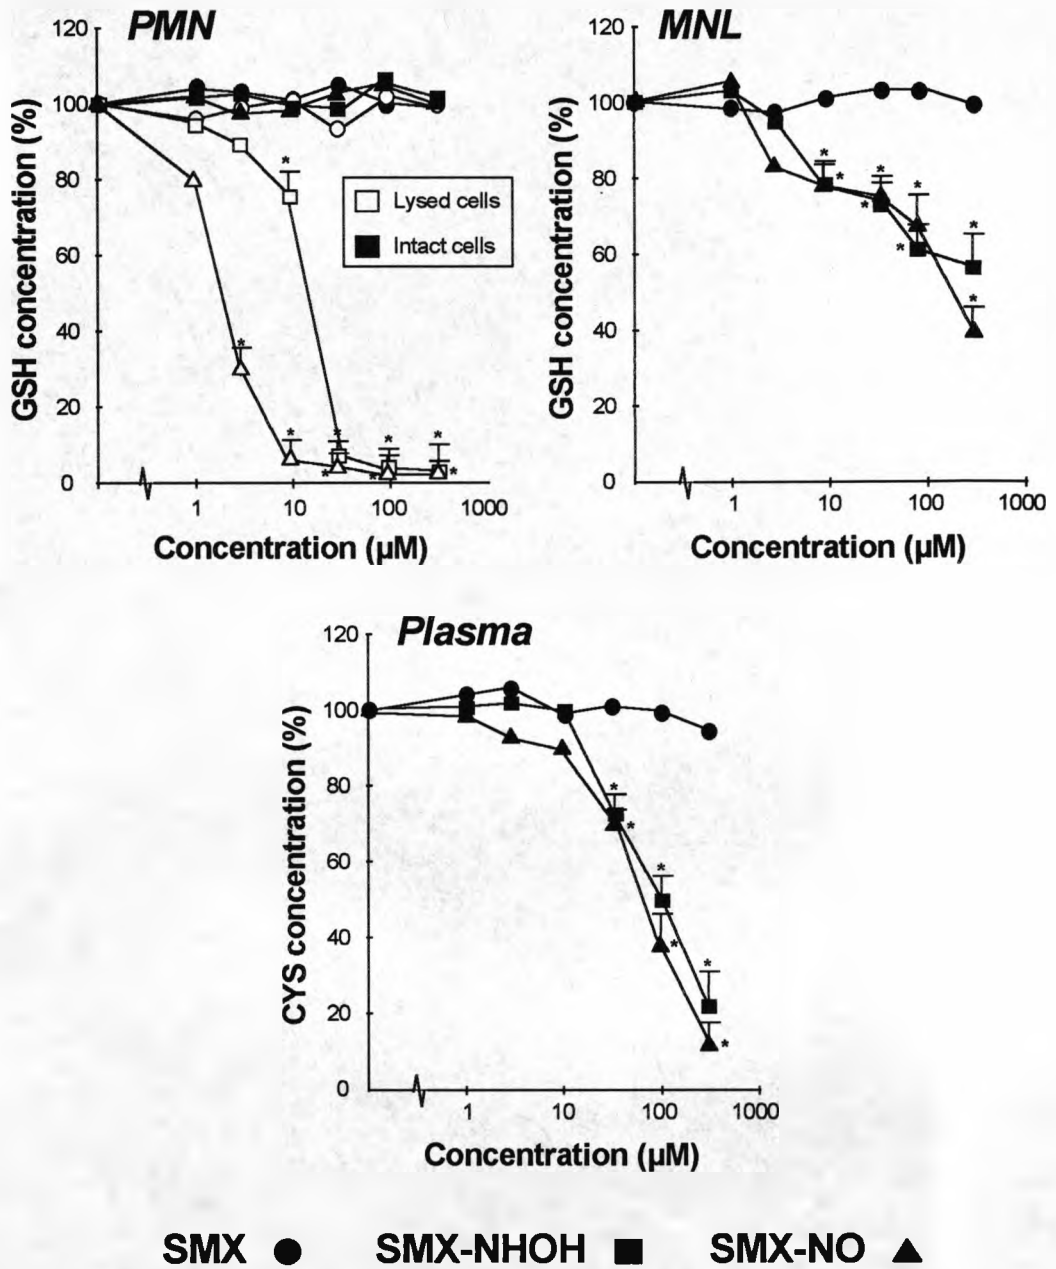 PMN
GSH concentration (%)
120
100
80
60
40
20
0
Lysed cells
Intact cells
1
10
100
1000
Concentration (µM)
MNL
GSH concentration (%)
120
100
80
60
40
20
0
1
10
100
1000
Concentration (µM)
Plasma
CYS concentration (%)
120
100
80
60
40
20
0
1
10
100
1000
Concentration (µM)
SMX SMX-NHOH SMX-NO